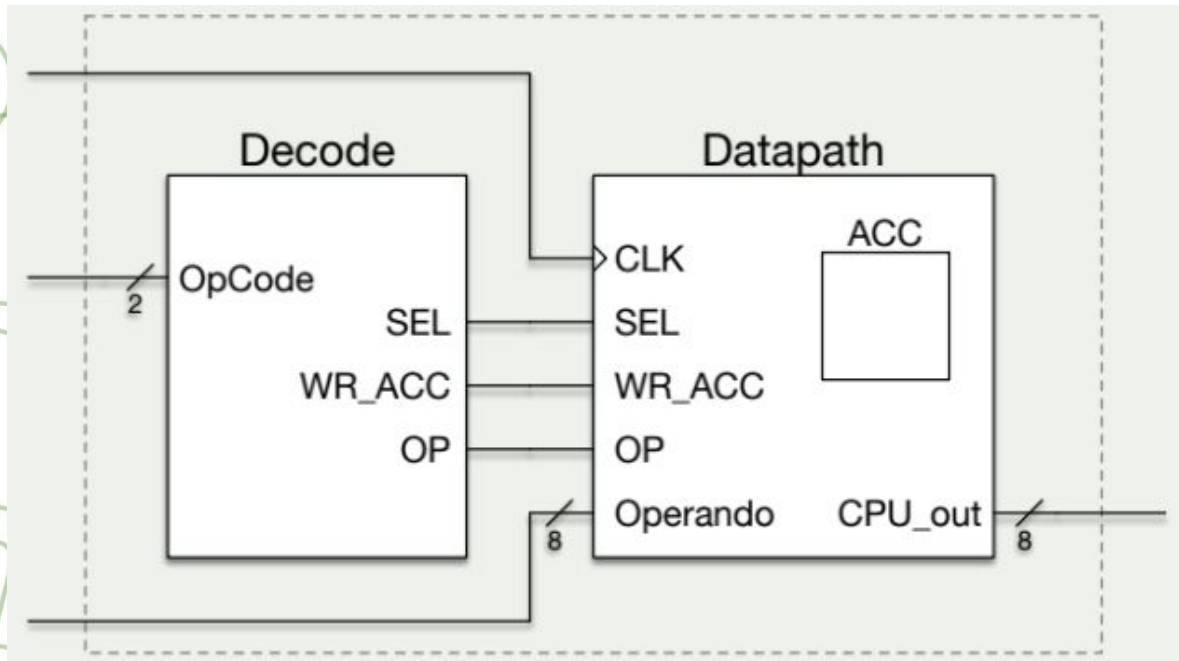 Decode
OpCode
2
SEL
WR_ACC
OP
Datapath
ACC
CLK
SEL
WR_ACC
OP
Operando
8
CPU_out
8